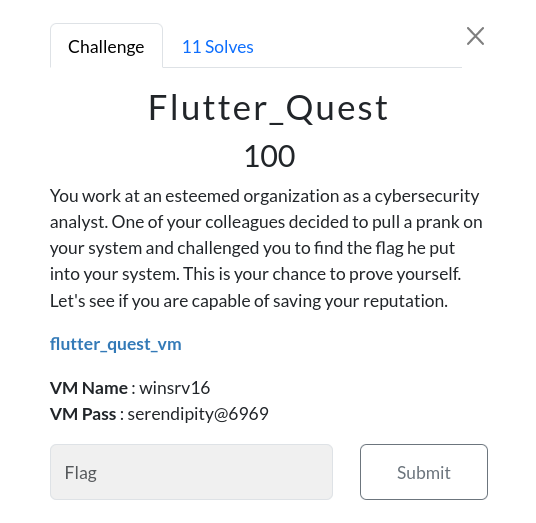 Challenge
11 Solves
Flutter_Quest
100
You work at an esteemed organization as a cybersecurity
analyst. One of your colleagues decided to pull a prank on
your system and challenged you to find the flag he put
into your system. This is your chance to prove yourself.
Let's see if you are capable of saving your reputation.
flutter_quest_vm
VM Name : winsrv16
VM Pass : serendipity@6969
Flag
Submit